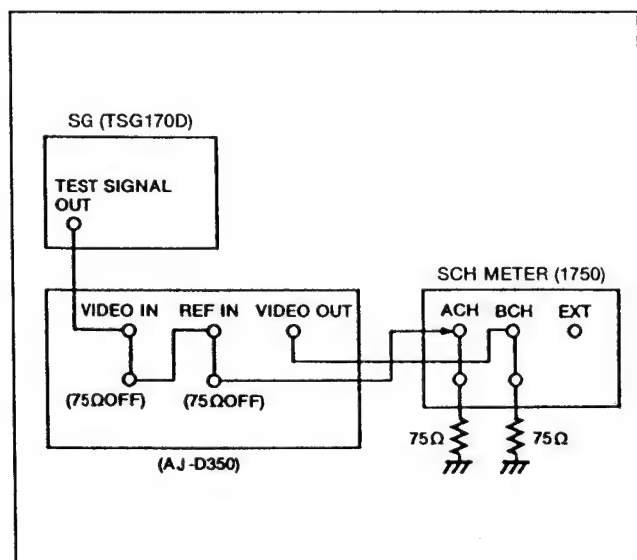 SG (TSG170D)
TEST SIGNAL
OUT
SCH METER (1750)
VIDEO IN REF IN VIDEO OUT
ACH BCH EXT
(75ΩOFF) (75ΩOFF)
75Ω 75Ω
(AJ-D350)